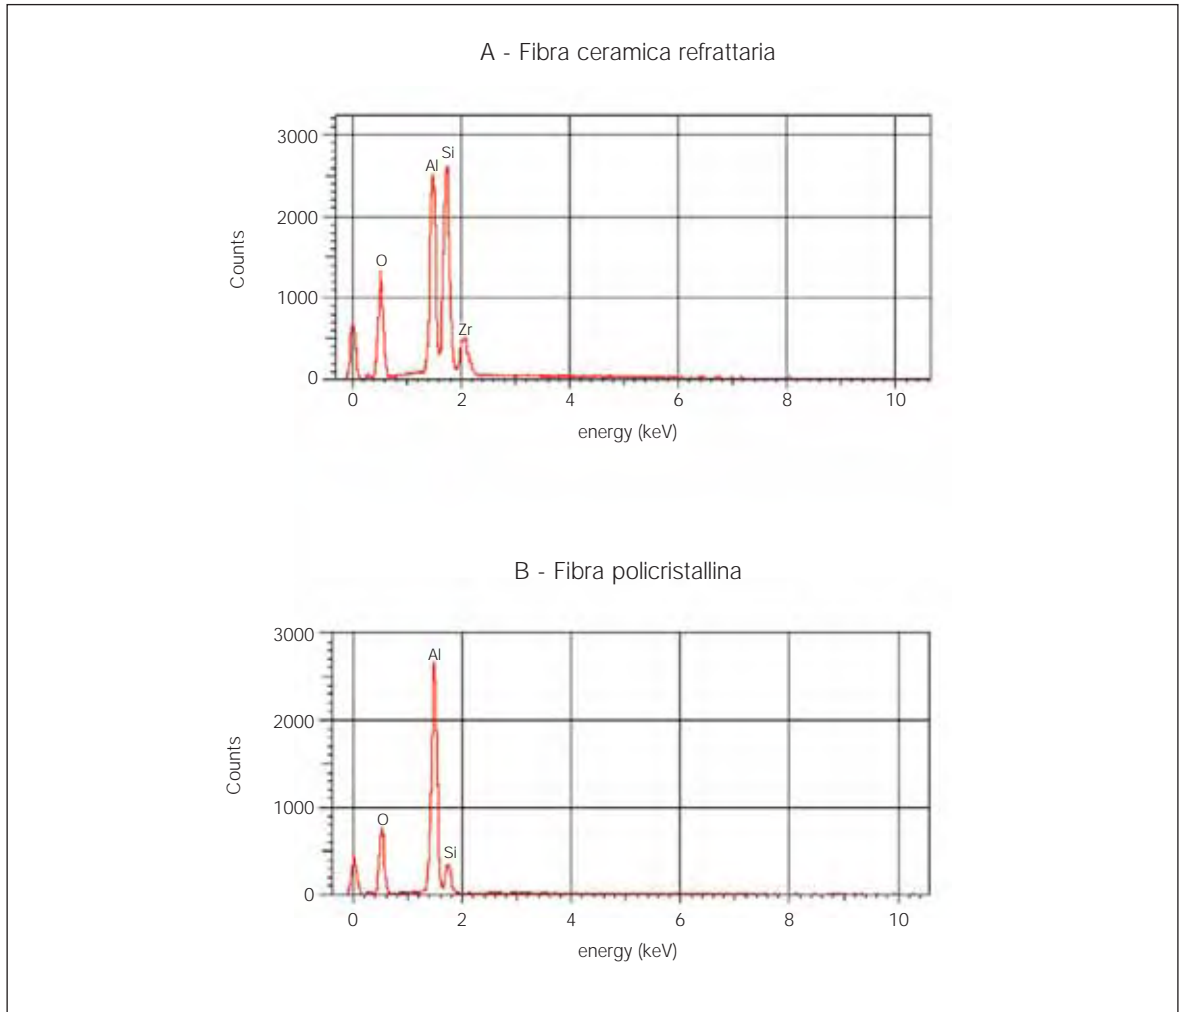 A - Fibra ceramica refrattaria
3000
2000
1000
0
Counts
O
Al
Si
Zr
0 2 4 6 8 10
energy (keV)
B - Fibra policristallina
3000
2000
1000
0
Counts
O
Al
Si
0 2 4 6 8 10
energy (keV)